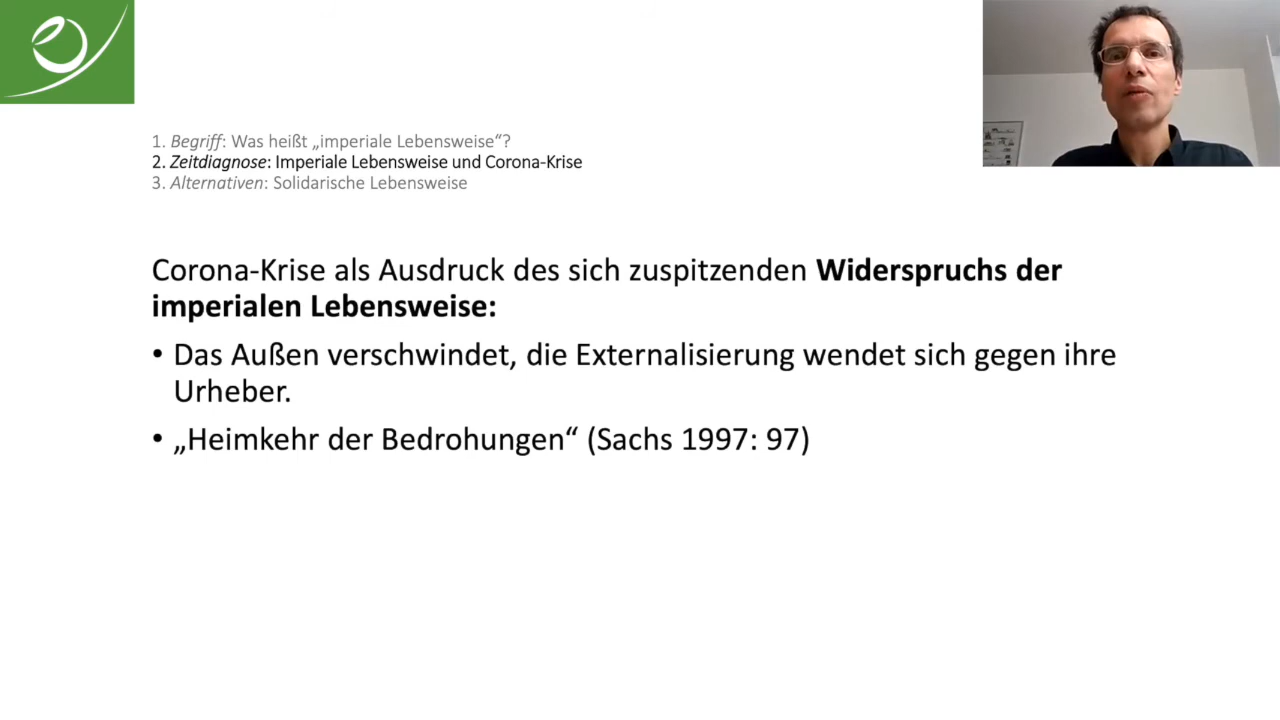 1. Begriff: Was heißt „imperiale Lebensweise“?
2. Zeitdiagnose: Imperiale Lebensweise und Corona-Krise
3. Alternativen: Solidarische Lebensweise
Corona-Krise als Ausdruck des sich zuspitzenden Widerspruchs der
imperialen Lebensweise:
• Das Außen verschwindet, die Externalisierung wendet sich gegen ihre
Urheber.
• „Heimkehr der Bedrohungen“ (Sachs 1997: 97)